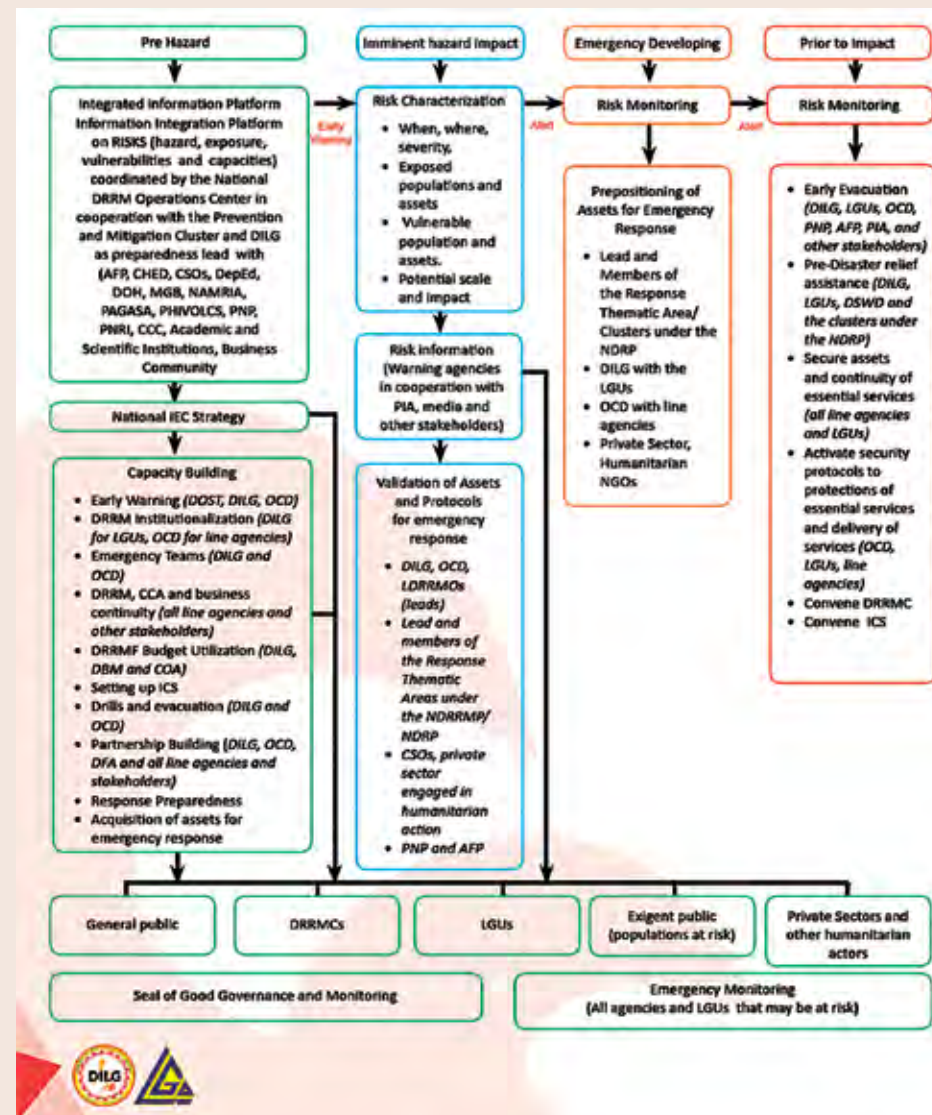 Pre Hazard
Integrated Information Platform
Information Integration Platform
on RISKS (hazard, exposure,
vulnerabilities and capacities)
coordinated by the National
DRRM Operations Center in
cooperation with the Prevention
and Mitigation Cluster and DILG
as preparedness lead with
(AFP, CHED, CSOs, DepEd,
DOH, MGB, NAMRIA,
PAGASA, PHIVOLCS, PNP,
PNRI, CCC, Academic and
Scientific Institutions, Business
Community
National IEC Strategy
Capacity Building
• Early Warning (DOST, DILG, OCD)
• DRRM Institutionalization (DILG
for LGUs, OCD for line agencies)
• Emergency Teams (DILG and
OCD)
• DRRM, CCA and business
continuity (all line agencies and
other stakeholders)
• DRRMF Budget Utilization (DILG,
DBM and COA)
• Setting up ICS
• Drills and evacuation (DILG and
OCD)
• Partnership Building (DILG, OCD,
DFA and all line agencies and
stakeholders)
• Response Preparedness
• Acquisition of assets for
emergency response
Early
Warning
Imminent hazard Impact
Risk Characterization
• When, where,
severity,
• Exposed
populations and
assets
• Vulnerable
population and
assets.
• Potential scale
and impact
Risk information
(Warning agencies
in cooperation with
PIA, media and
other stakeholders)
Validation of Assets
and Protocols
for emergency
response
• DILG, OCD,
LDRRMOs
(leads)
• Lead and
members of
the Response
Thematic
Areas under
the NDRRMP/
NDRP
• CSOs, private
sector
engaged in
humanitarian
action
• PNP and AFP
Alert
Emergency Developing
Risk Monitoring
Prepositioning of
Assets for Emergency
Response
• Lead and
Members of
the Response
Thematic Area/
Clusters under the
NDRP
• DILG with the
LGUs
• OCD with line
agencies
• Private Sector,
Humanitarian
NGOs
Alert
Prior to Impact
Risk Monitoring
• Early Evacuation
(DILG, LGUs, OCD,
PNP, AFP, PIA, and
other stakeholders)
• Pre-Disaster relief
assistance (DILG,
LGUs, DSWD and
the clusters under
the NDRP)
• Secure assets
and continuity of
essential services
(all line agencies
and LGUs)
• Activate security
protocols to
protections of
essential services
and delivery of
services (OCD,
LGUs, line
agencies)
• Convene DRRMC
• Convene ICS
General public
DRRMCs
LGUs
Exigent public
(populations at risk)
Private Sectors and
other humanitarian
actors
Seal of Good Governance and Monitoring
Emergency Monitoring
(All agencies and LGUs that may be at risk)
DILG